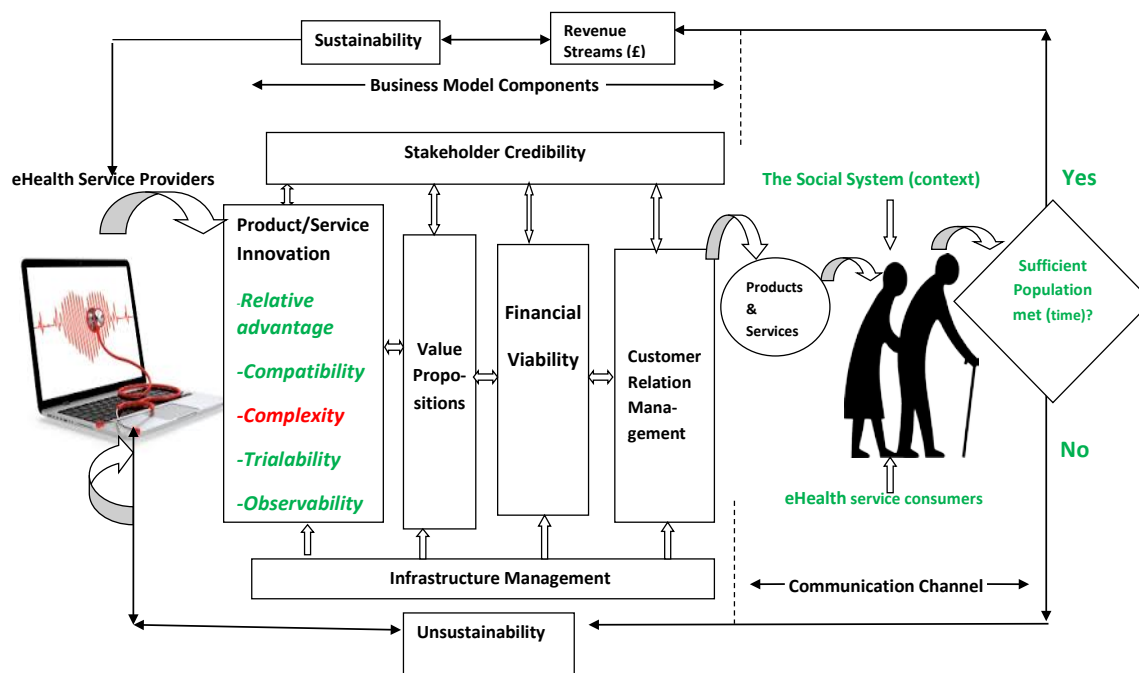 Sustainability
Revenue
Streams (£)
Business Model Components
Stakeholder Credibility
eHealth Service Providers
The Social System (context)
Yes
Product/Service
Innovation
-Relative
advantage
-Compatibility
-Complexity
-Trialability
-Observability
Value
Propo-
sitions
Financial
Viability
Customer
Relation
Mana-
gement
Products
&
Services
Sufficient
Population
met (time)?
No
eHealth service consumers
Infrastructure Management
Communication Channel
Unsustainability